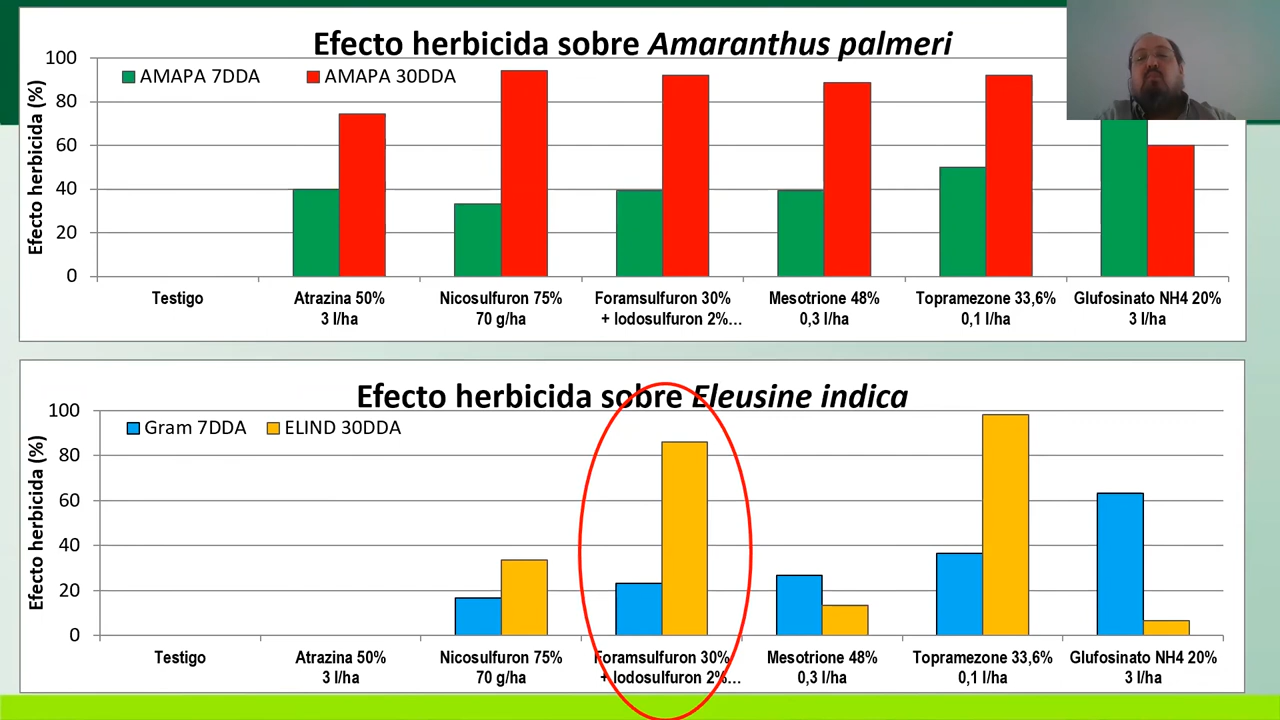 Efecto herbicida sobre Amaranthus palmeri
Efecto herbicida (%)
100
80
60
40
20
0
AMAPA 7DDA AMAPA 30DDA
Testigo
Atrazina 50%
3 l/ha
Nicosulfuron 75%
70 g/ha
Foramsulfuron 30%
+ Iodosulfuron 2%...
Mesotrione 48%
0,3 l/ha
Topramezone 33,6%
0,1 l/ha
Glufosinato NH4 20%
3 l/ha
Efecto herbicida sobre Eleusine indica
Efecto herbicida (%)
100
80
60
40
20
0
Gram 7DDA ELIND 30DDA
Testigo
Atrazina 50%
3 l/ha
Nicosulfuron 75%
70 g/ha
Foramsulfuron 30%
+ Iodosulfuron 2%...
Mesotrione 48%
0,3 l/ha
Topramezone 33,6%
0,1 l/ha
Glufosinato NH4 20%
3 l/ha